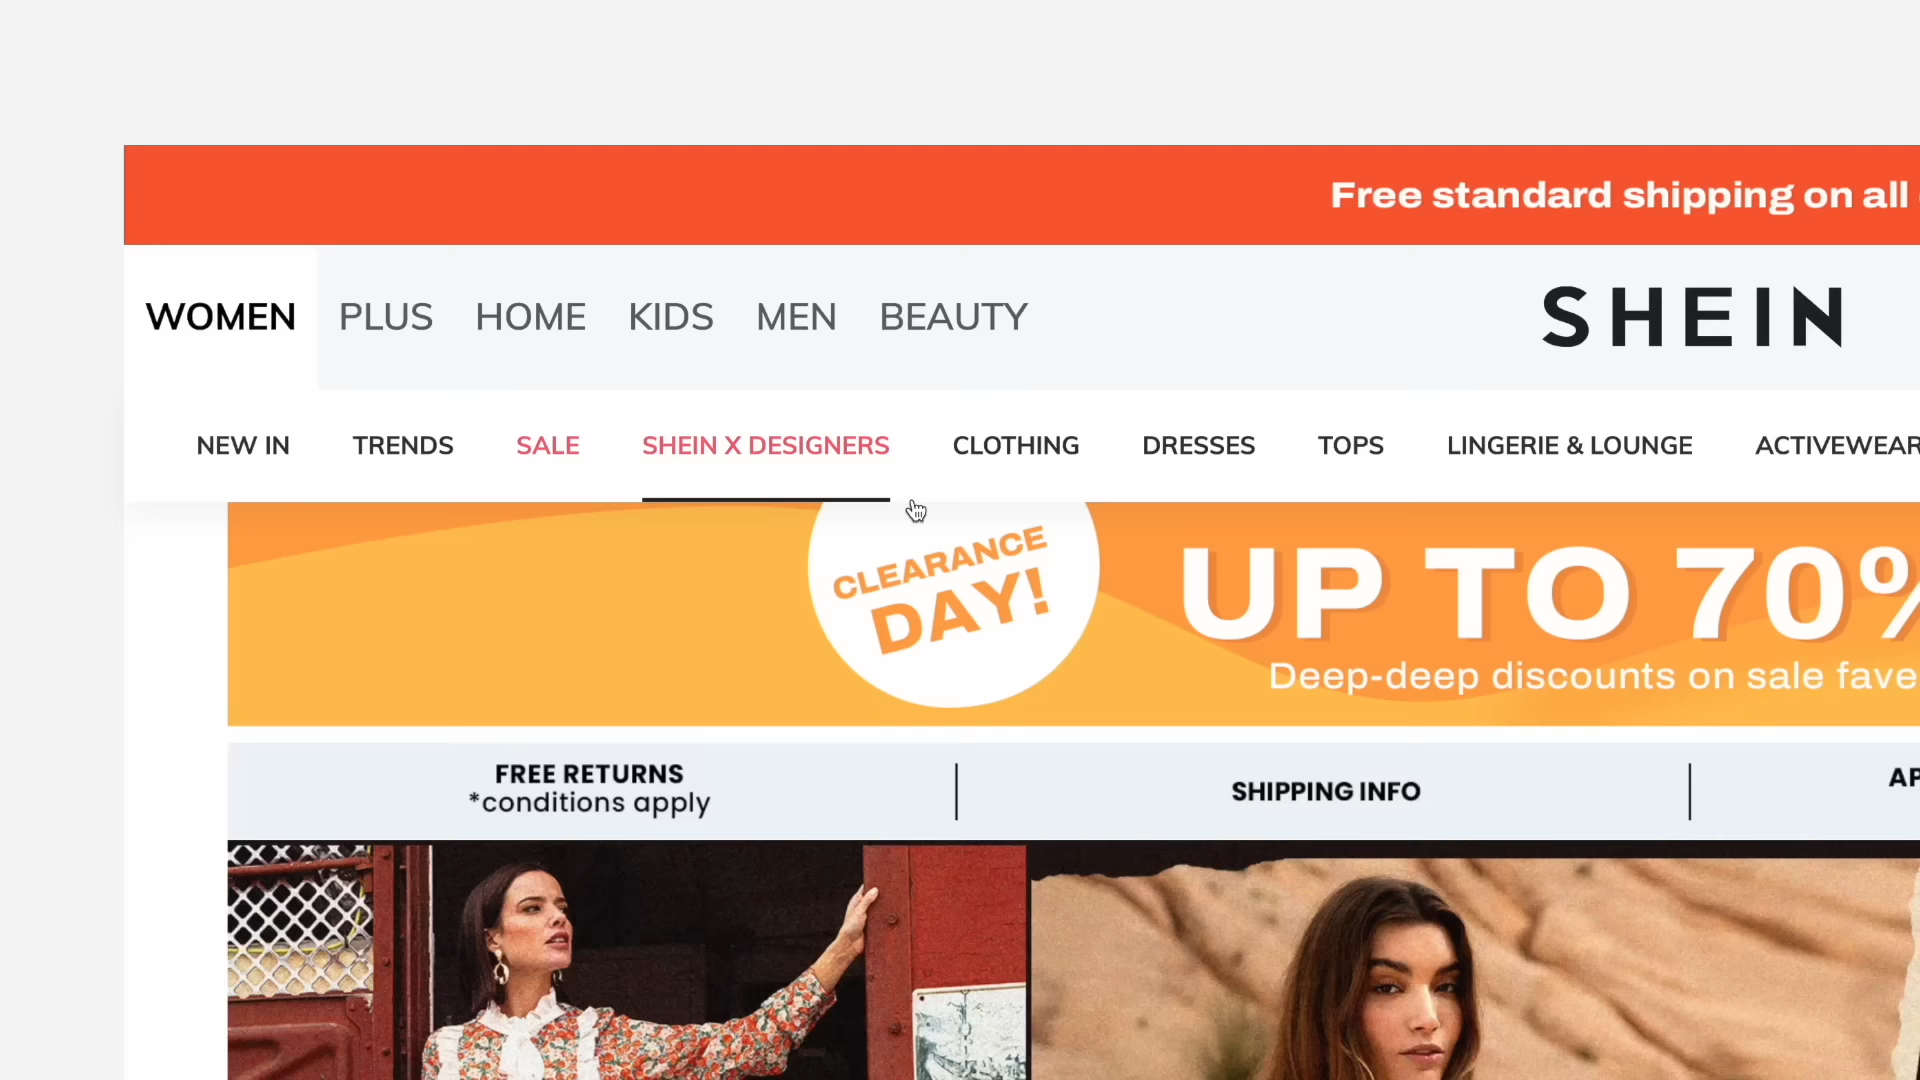 Free standard shipping on all
WOMEN PLUS HOME KIDS MEN BEAUTY
SHEIN
NEW IN TRENDS SALE SHEIN X DESIGNERS CLOTHING DRESSES TOPS LINGERIE & LOUNGE ACTIVEWEAR
CLEARANCE
DAY!
UP TO 70%
Deep-deep discounts on sale fave
FREE RETURNS
*conditions apply
SHIPPING INFO
AP